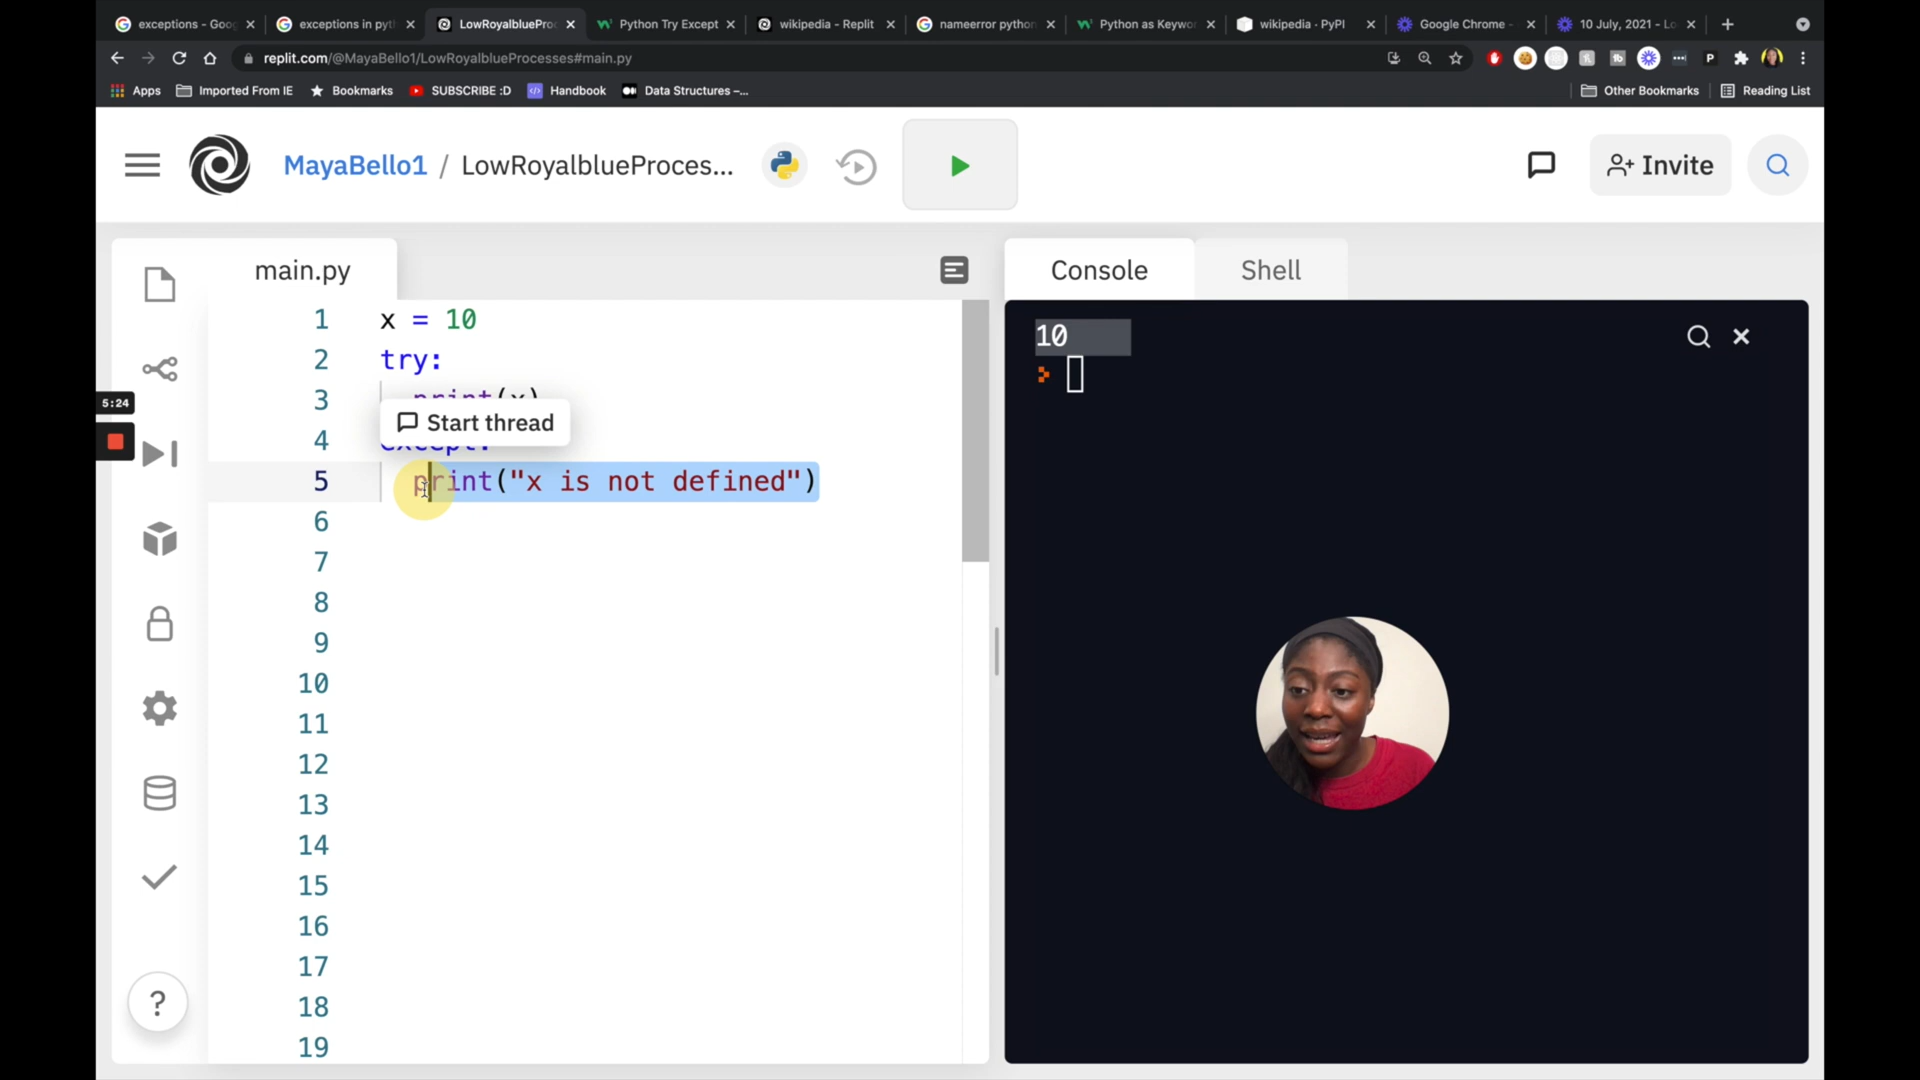 exceptions - Goo
exceptions in pyt
LowRoyalbluePro
Python Try Except
wikipedia - Replit
nameerror python
Python as Keywo
wikipedia · PyPI
Google Chrome -
10 July, 2021 - Lo
replit.com/@MayaBello1/LowRoyalblueProcesses#main.py
Apps
Imported From IE
Bookmarks
SUBSCRIBE :D
Handbook
Data Structures –...
Other Bookmarks
Reading List
MayaBello1 / LowRoyalblueProces...
Invite
main.py
Console
Shell
1 x = 10
2 try:
3 print(x)
Start thread
4 except:
5 print("x is not defined")
6
7
8
9
10
11
12
13
14
15
16
17
18
19
5:24
10
?